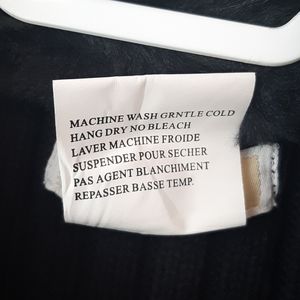 MACHINE WASH GRNTLE COLD
HANG DRY NO BLEACH
LAVER MACHINE FROIDE
SUSPENDER POUR SECHER
PAS AGENT BLANCHIMENT
REPASSER BASSE TEMP.